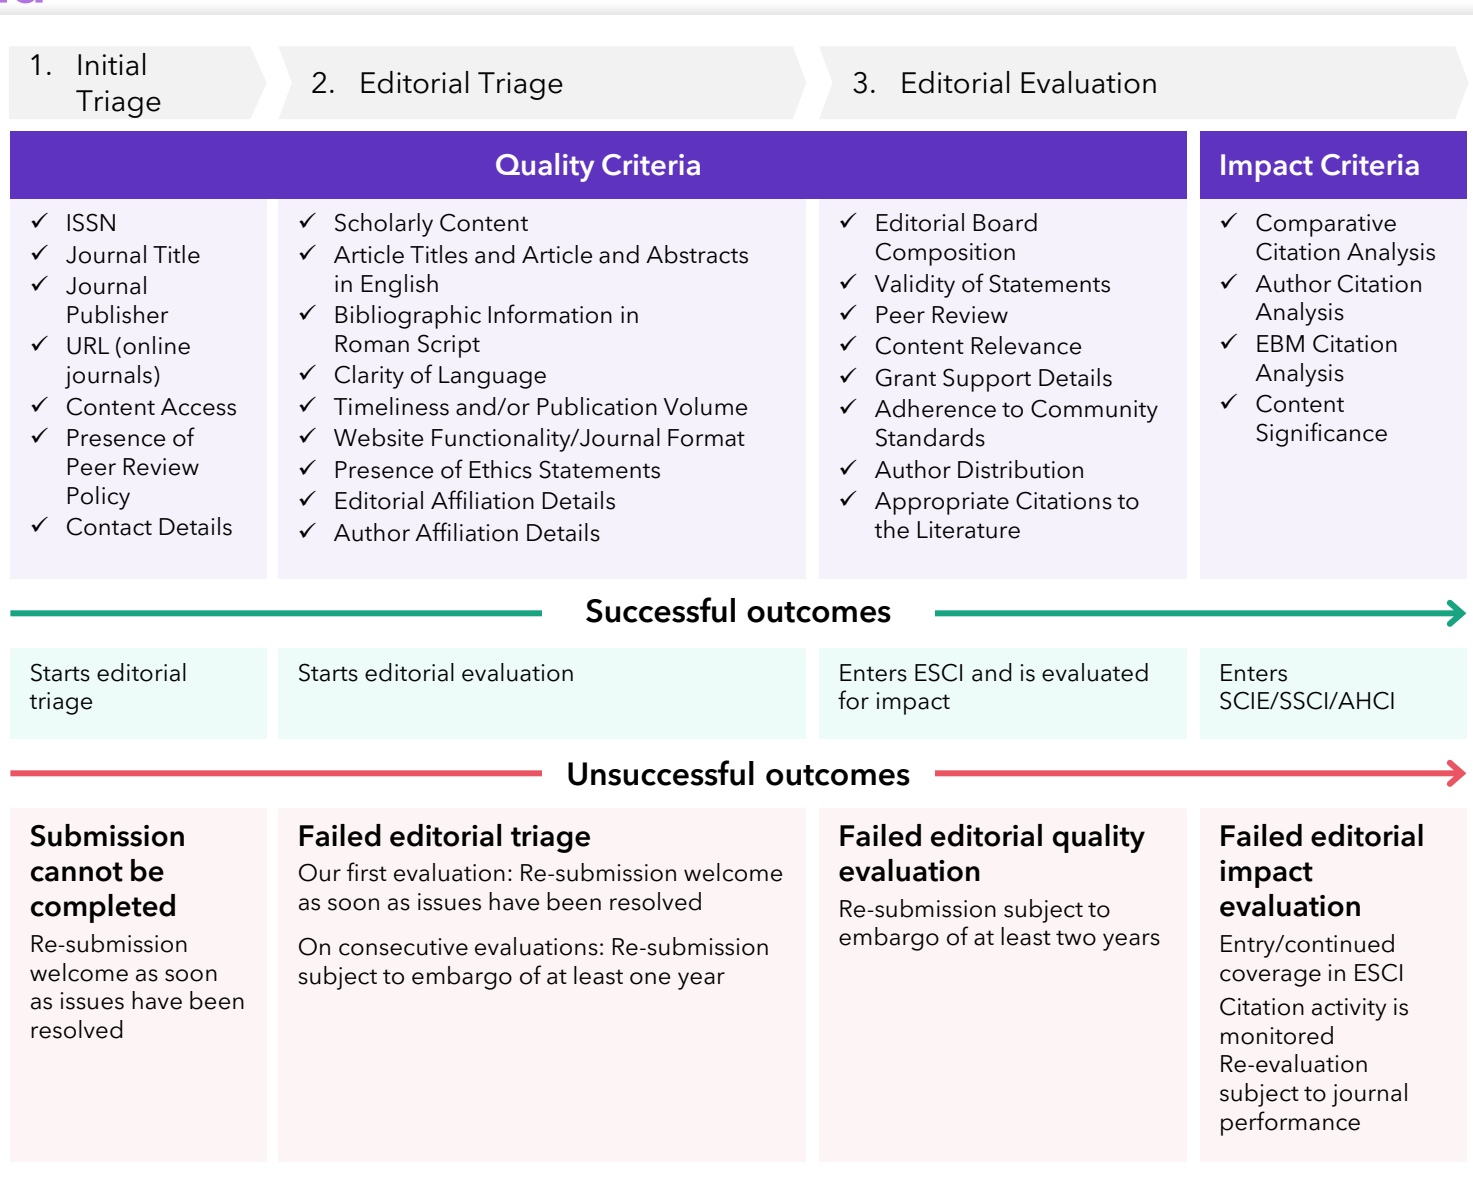 1. Initial
Triage
2. Editorial Triage
3. Editorial Evaluation
Quality Criteria
Impact Criteria
✓ ISSN
✓ Journal Title
✓ Journal
Publisher
✓ URL (online
journals)
✓ Content Access
✓ Presence of
Peer Review
Policy
✓ Contact Details
✓ Scholarly Content
✓ Article Titles and Article and Abstracts
in English
✓ Bibliographic Information in
Roman Script
✓ Clarity of Language
✓ Timeliness and/or Publication Volume
✓ Website Functionality/Journal Format
✓ Presence of Ethics Statements
✓ Editorial Affiliation Details
✓ Author Affiliation Details
✓ Editorial Board
Composition
✓ Validity of Statements
✓ Peer Review
✓ Content Relevance
✓ Grant Support Details
✓ Adherence to Community
Standards
✓ Author Distribution
✓ Appropriate Citations to
the Literature
✓ Comparative
Citation Analysis
✓ Author Citation
Analysis
✓ EBM Citation
Analysis
✓ Content
Significance
Successful outcomes
Starts editorial
triage
Starts editorial evaluation
Enters ESCI and is evaluated
for impact
Enters
SCIE/SSCI/AHCI
Unsuccessful outcomes
Submission
cannot be
completed
Re-submission
welcome as soon
as issues have been
resolved
Failed editorial triage
Our first evaluation: Re-submission welcome
as soon as issues have been resolved
On consecutive evaluations: Re-submission
subject to embargo of at least one year
Failed editorial quality
evaluation
Re-submission subject to
embargo of at least two years
Failed editorial
impact
evaluation
Entry/continued
coverage in ESCI
Citation activity is
monitored
Re-evaluation
subject to journal
performance